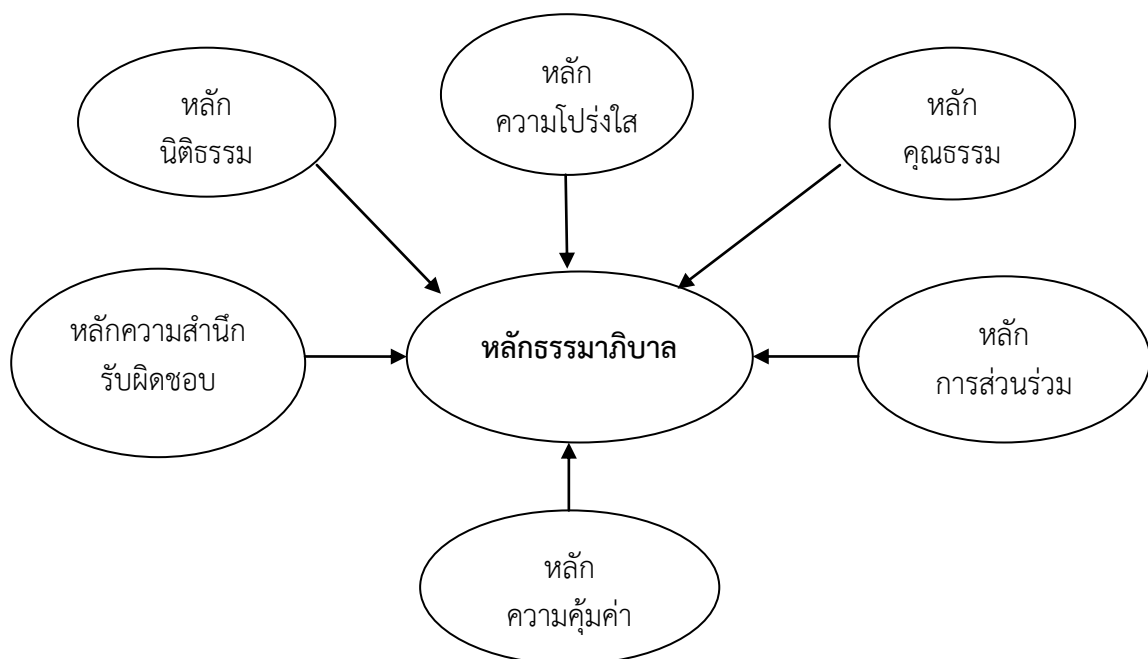 หลัก
ความโปร่งใส
หลัก
นิติธรรม
หลัก
คุณธรรม
หลักความสำนึก
รับผิดชอบ
หลักธรรมาภิบาล
หลัก
การส่วนร่วม
หลัก
ความคุ้มค่า